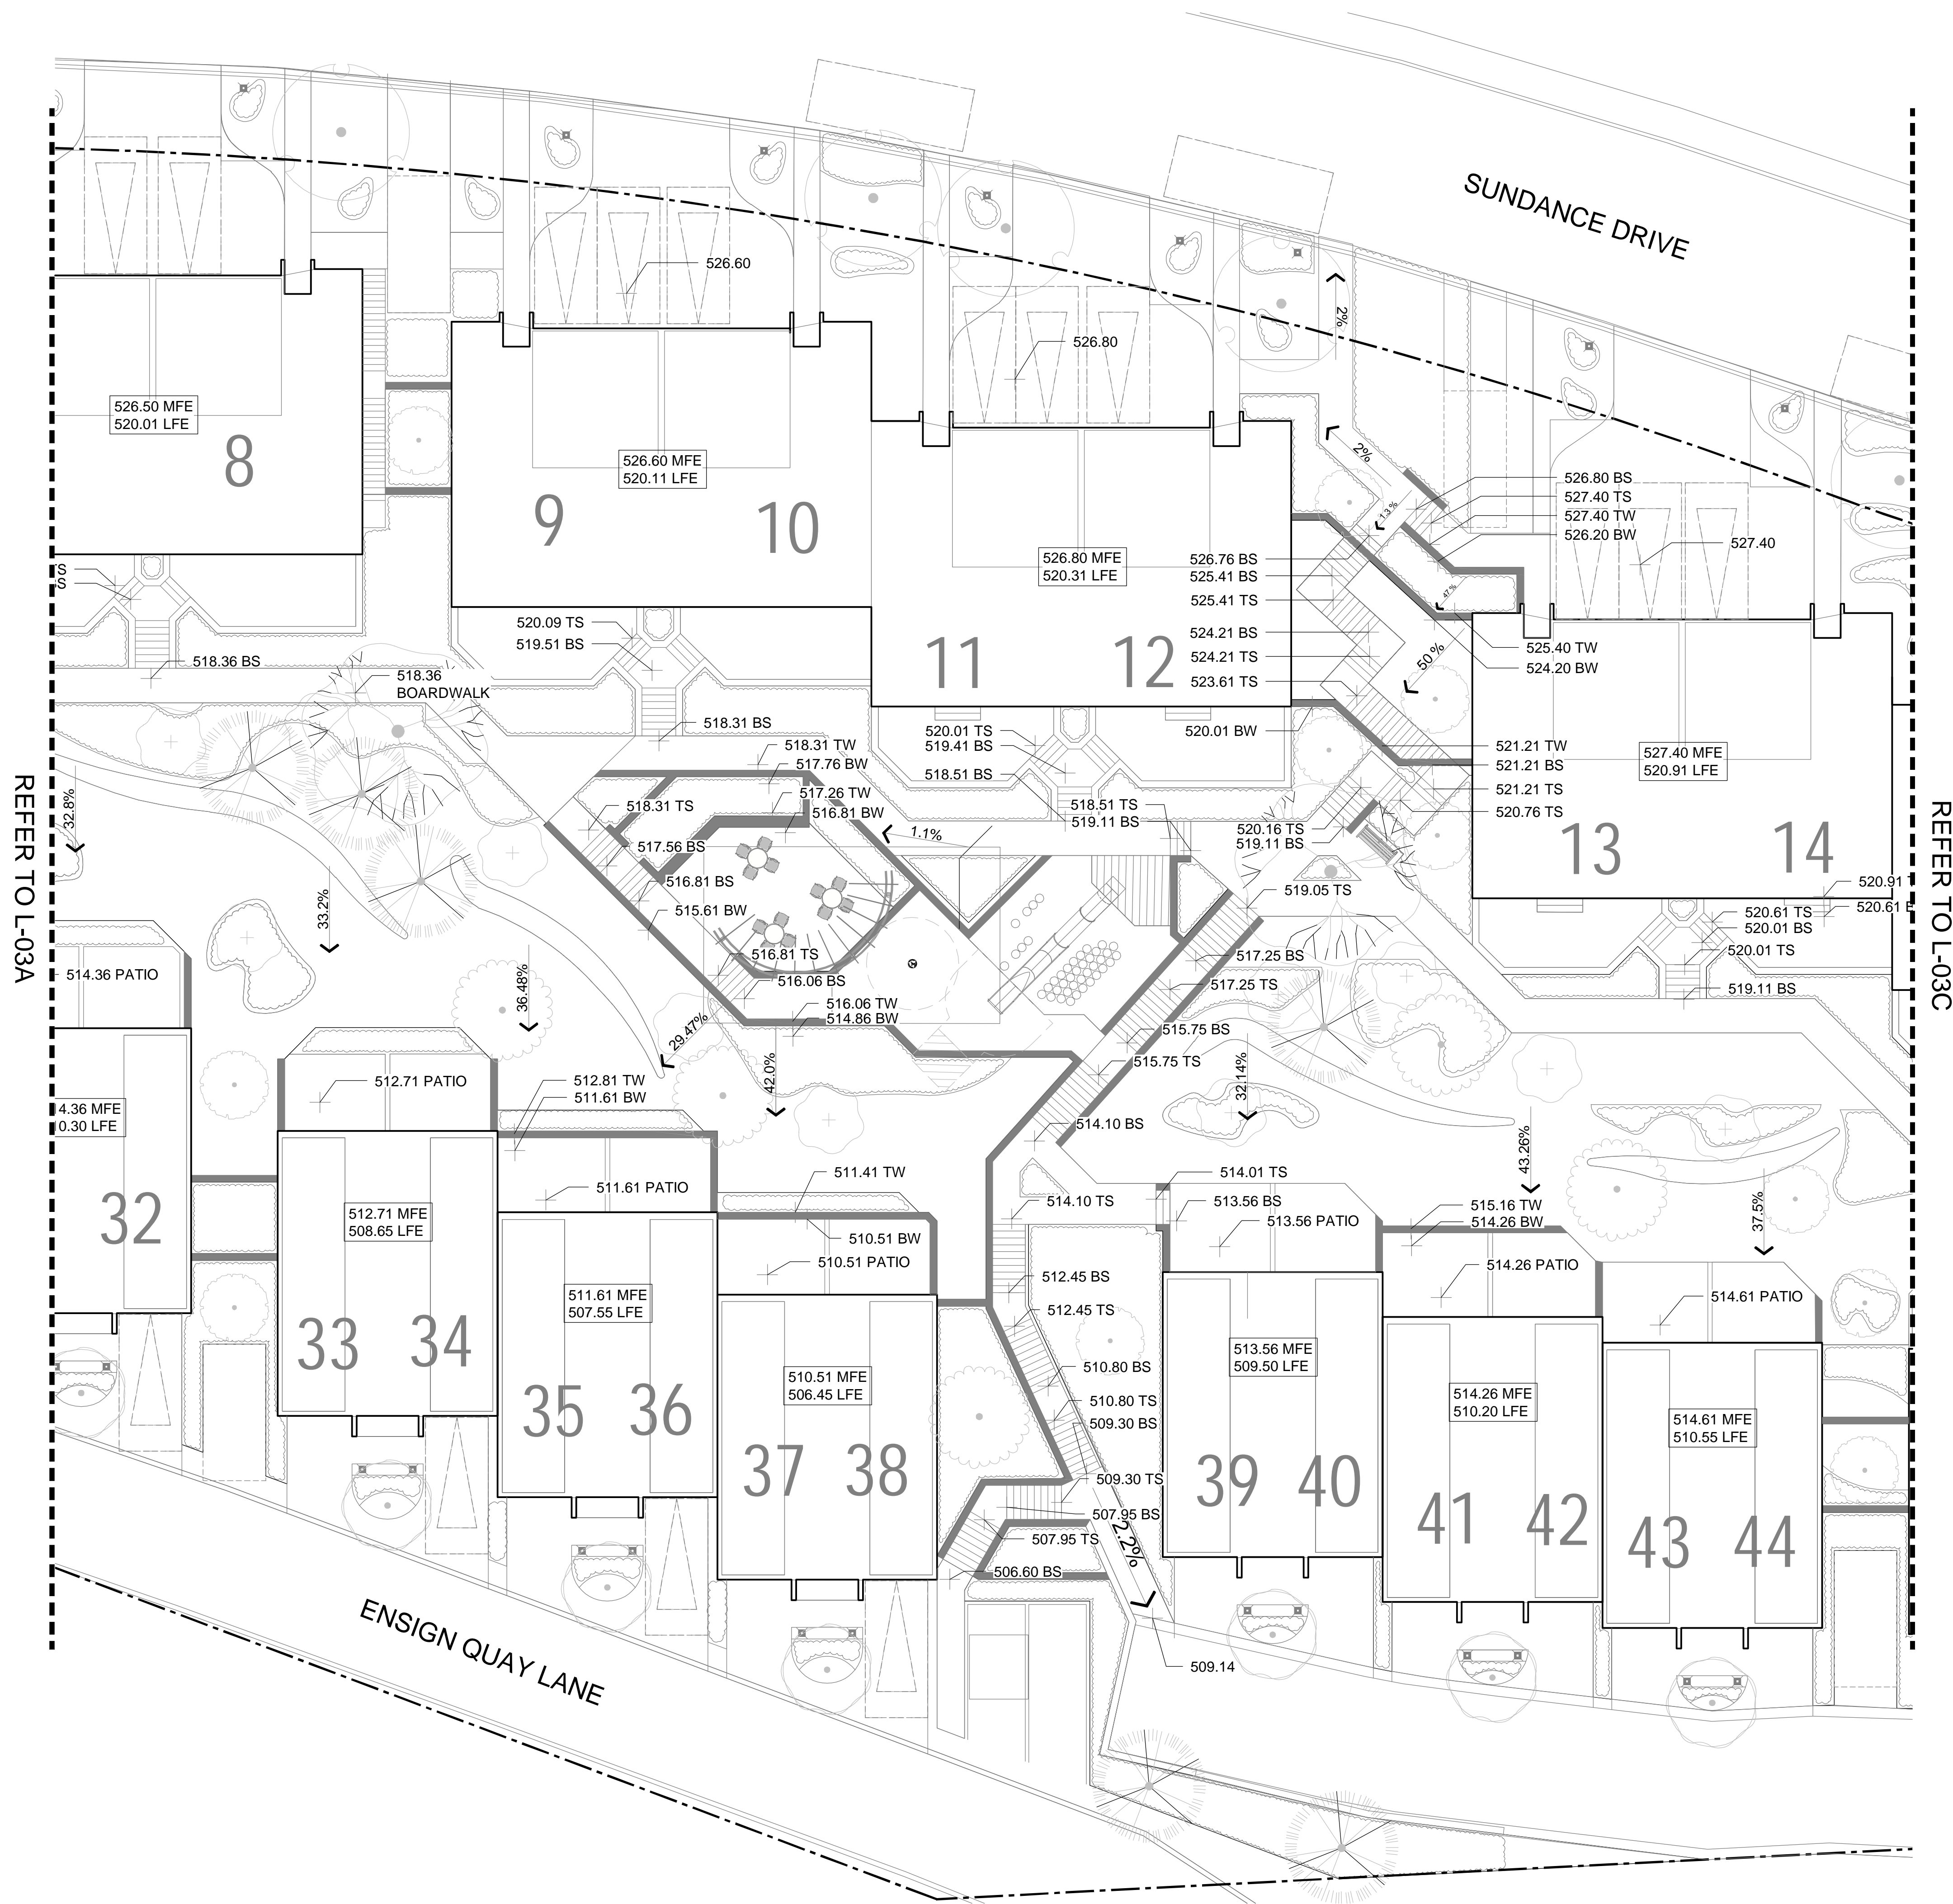 SUNDANCE DRIVE
526.60
2%
526.80
526.50 MFE
520.01 LFE
8
526.60 MFE
520.11 LFE
9
10
2%
1.3 %
526.80 BS
527.40 TS
527.40 TW
526.20 BW
527.40
526.80 MFE
520.31 LFE
526.76 BS
525.41 BS
525.41 TS
524.21 BS
524.21 TS
523.61 TS
47 %
50 %
525.40 TW
524.20 BW
11
12
S
S
518.36 BS
518.36
BOARDWALK
520.09 TS
519.51 BS
518.31 BS
518.31 TW
517.76 BW
517.26 TW
516.81 BW
520.01 TS
519.41 BS
518.51 BS
520.01 BW
521.21 TW
521.21 BS
521.21 TS
520.76 TS
527.40 MFE
520.91 LFE
13
14
REFER TO L-03A
REFER TO L-03C
32.8%
518.31 TS
517.56 BS
516.81 BS
515.61 BW
1.1%
518.51 TS
519.11 BS
520.16 TS
519.11 BS
519.05 TS
520.91 T
520.61 B
520.61 TS
520.01 BS
520.01 TS
519.11 BS
33.2%
36.48%
514.36 PATIO
516.81 TS
516.06 BS
516.06 TW
514.86 BW
29.47%
42.0%
517.25 BS
517.25 TS
515.75 BS
515.75 TS
514.10 BS
32.14%
43.26%
37.5%
4.36 MFE
0.30 LFE
32
512.71 PATIO
512.81 TW
511.61 BW
511.61 PATIO
511.41 TW
510.51 BW
510.51 PATIO
514.10 TS
514.01 TS
513.56 BS
513.56 PATIO
515.16 TW
514.26 BW
514.26 PATIO
514.61 PATIO
512.71 MFE
508.65 LFE
33
34
511.61 MFE
507.55 LFE
35
36
510.51 MFE
506.45 LFE
37
38
512.45 BS
512.45 TS
510.80 BS
510.80 TS
509.30 BS
509.30 TS
507.95 BS
507.95 TS
506.60 BS
2.2%
509.14
513.56 MFE
509.50 LFE
39
40
514.26 MFE
510.20 LFE
41
42
514.61 MFE
510.55 LFE
43
44
ENSIGN QUAY LANE